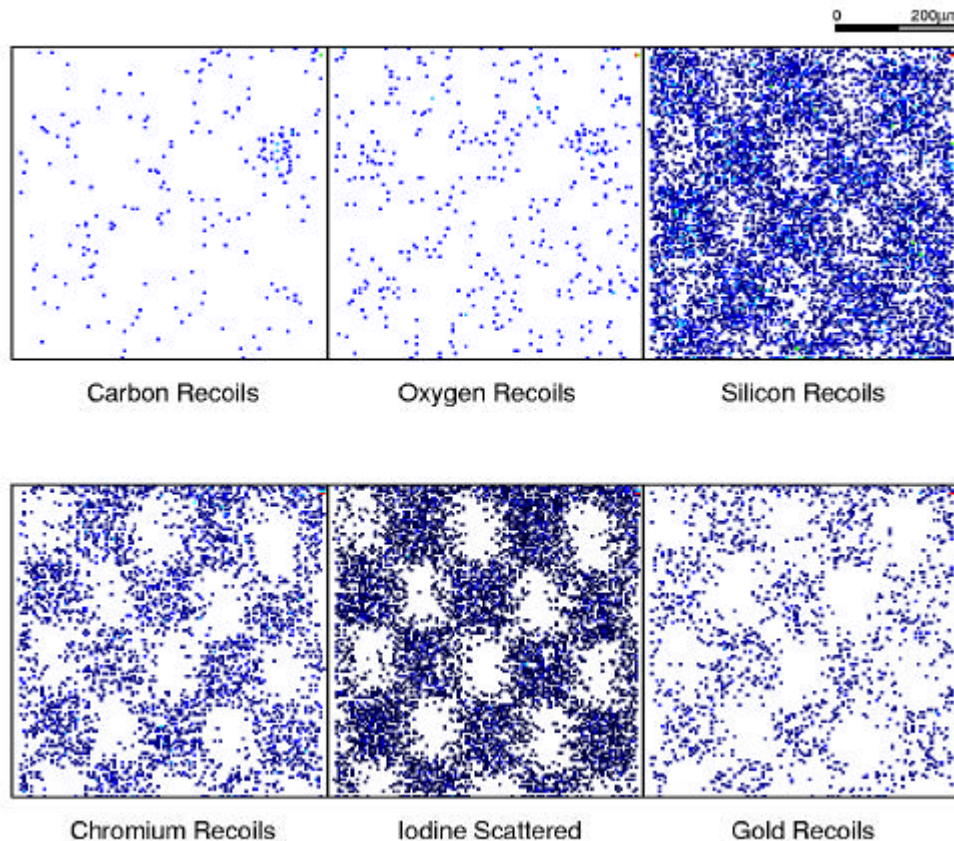 0 200μm
Carbon Recoils Oxygen Recoils Silicon Recoils
Chromium Recoils Iodine Scattered Gold Recoils